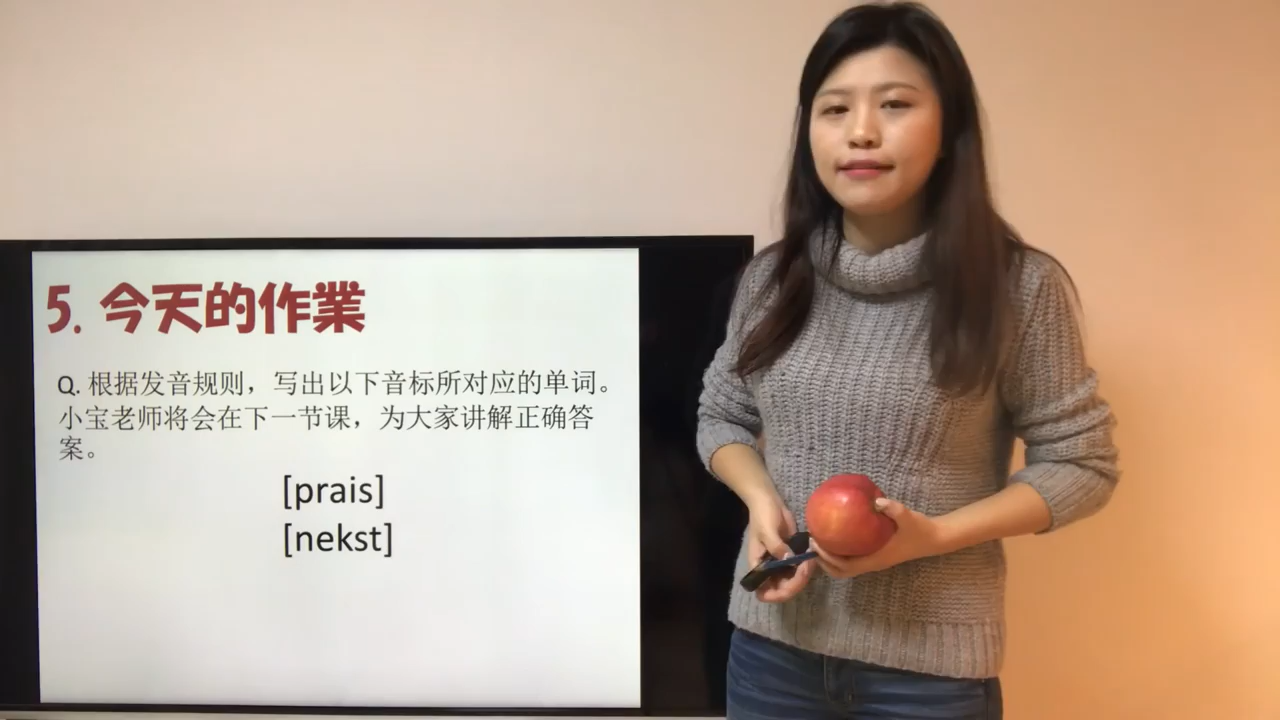 5. 今天的作業
Q. 根据发音规则，写出以下音标所对应的单词。
小宝老师将会在下一节课，为大家讲解正确答
案。
[prais]
[nekst]